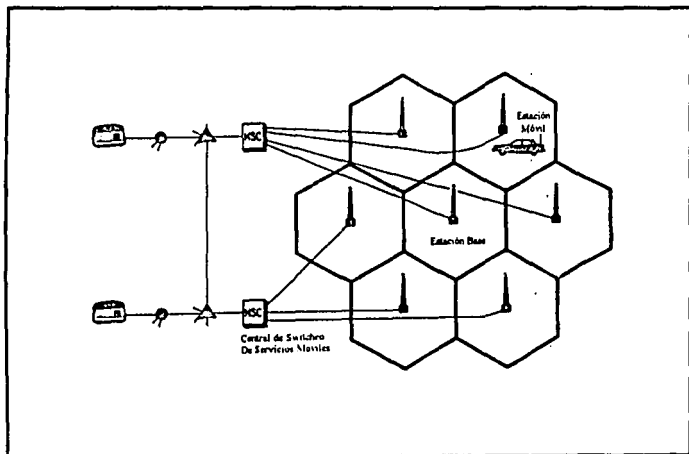 MSC
Estación
Móvil
Estación Base
MSC
Central de Switcheo
De Servicios Moviles